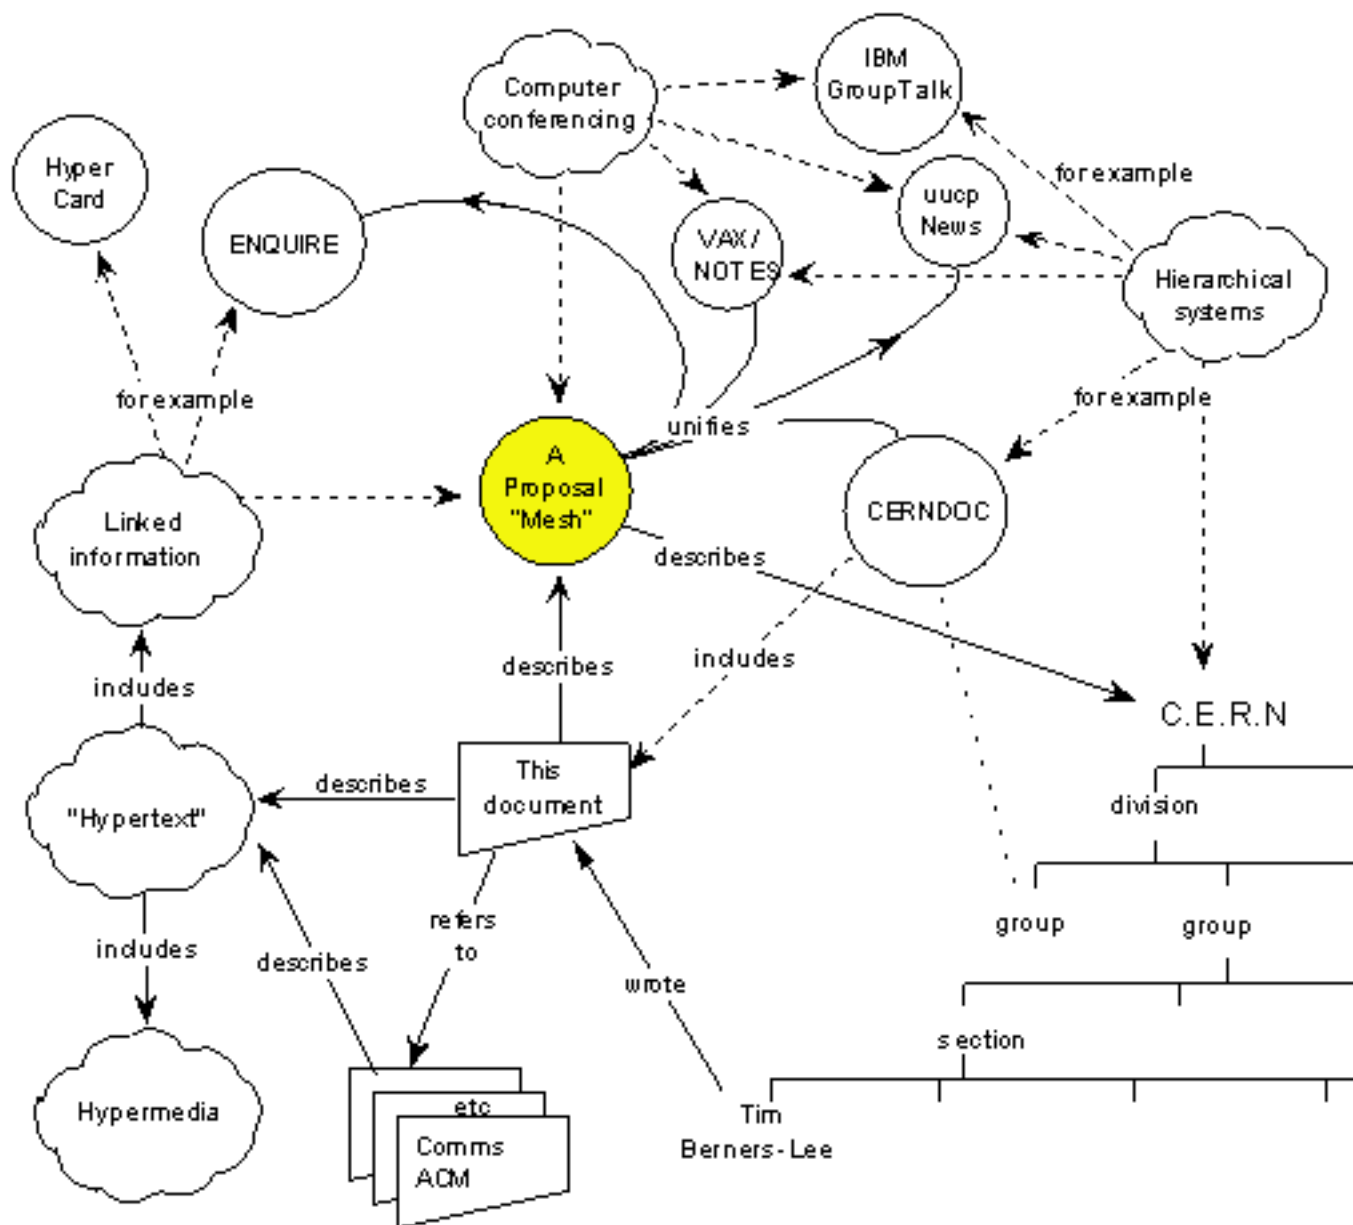 IBM
GroupTalk
Computer
conferencing
Hyper
Card
for example
uucp
News
ENQUIRE
VAX/
NOTES
Hierarchical
systems
for example
for example
unifies
A
Proposal
"Mesh"
CERNDOC
Linked
information
describes
includes
describes
includes
C.E.R.N
This
document
describes
"Hypertext"
division
refers
to
group
group
includes
describes
wrote
section
Hypermedia
etc
Comms
ACM
Tim
Berners-Lee